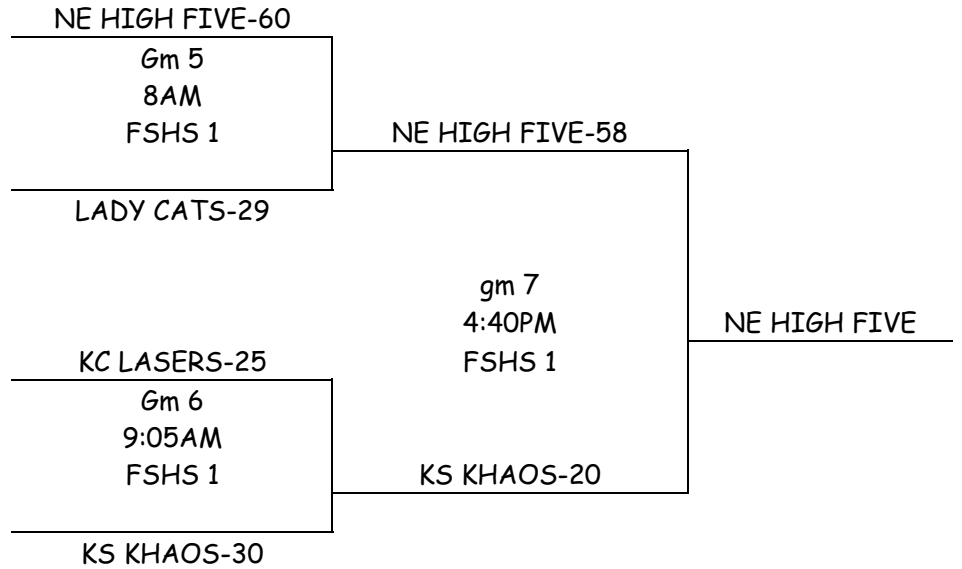 NE HIGH FIVE-60
Gm 5
8AM
FSHS 1
NE HIGH FIVE-58
LADY CATS-29
gm 7
4:40PM
FSHS 1
NE HIGH FIVE
KC LASERS-25
Gm 6
9:05AM
FSHS 1
KS KHAOS-20
KS KHAOS-30